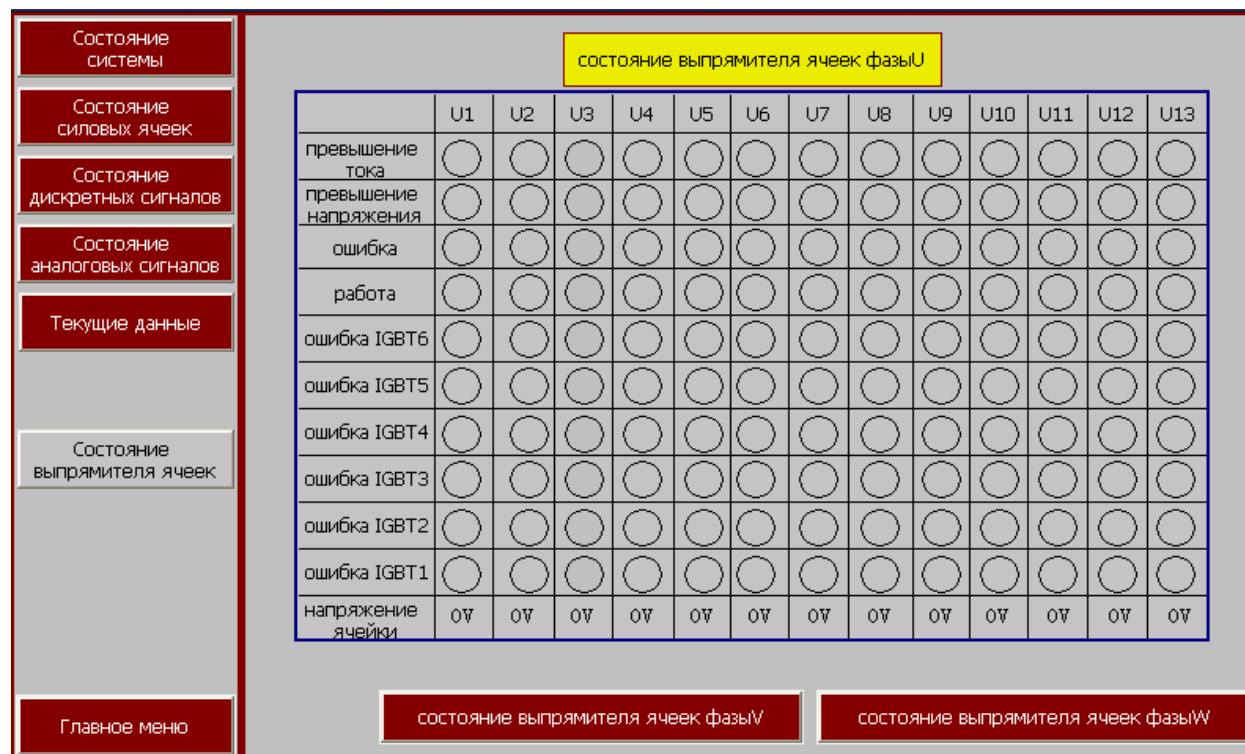 Состояние
системы
Состояние
силовых ячеек
Состояние
дискретных сигналов
Состояние
аналоговых сигналов
Текущие данные
Состояние
выпрямителя ячеек
Главное меню
состояние выпрямителя ячеек фазыU
U1 U2 U3 U4 U5 U6 U7 U8 U9 U10 U11 U12 U13
превышение
тока
превышение
напряжения
ошибка
работа
ошибка IGBT6
ошибка IGBT5
ошибка IGBT4
ошибка IGBT3
ошибка IGBT2
ошибка IGBT1
напряжение
ячейки
0V 0V 0V 0V 0V 0V 0V 0V 0V 0V 0V 0V 0V
состояние выпрямителя ячеек фазыV
состояние выпрямителя ячеек фазыW